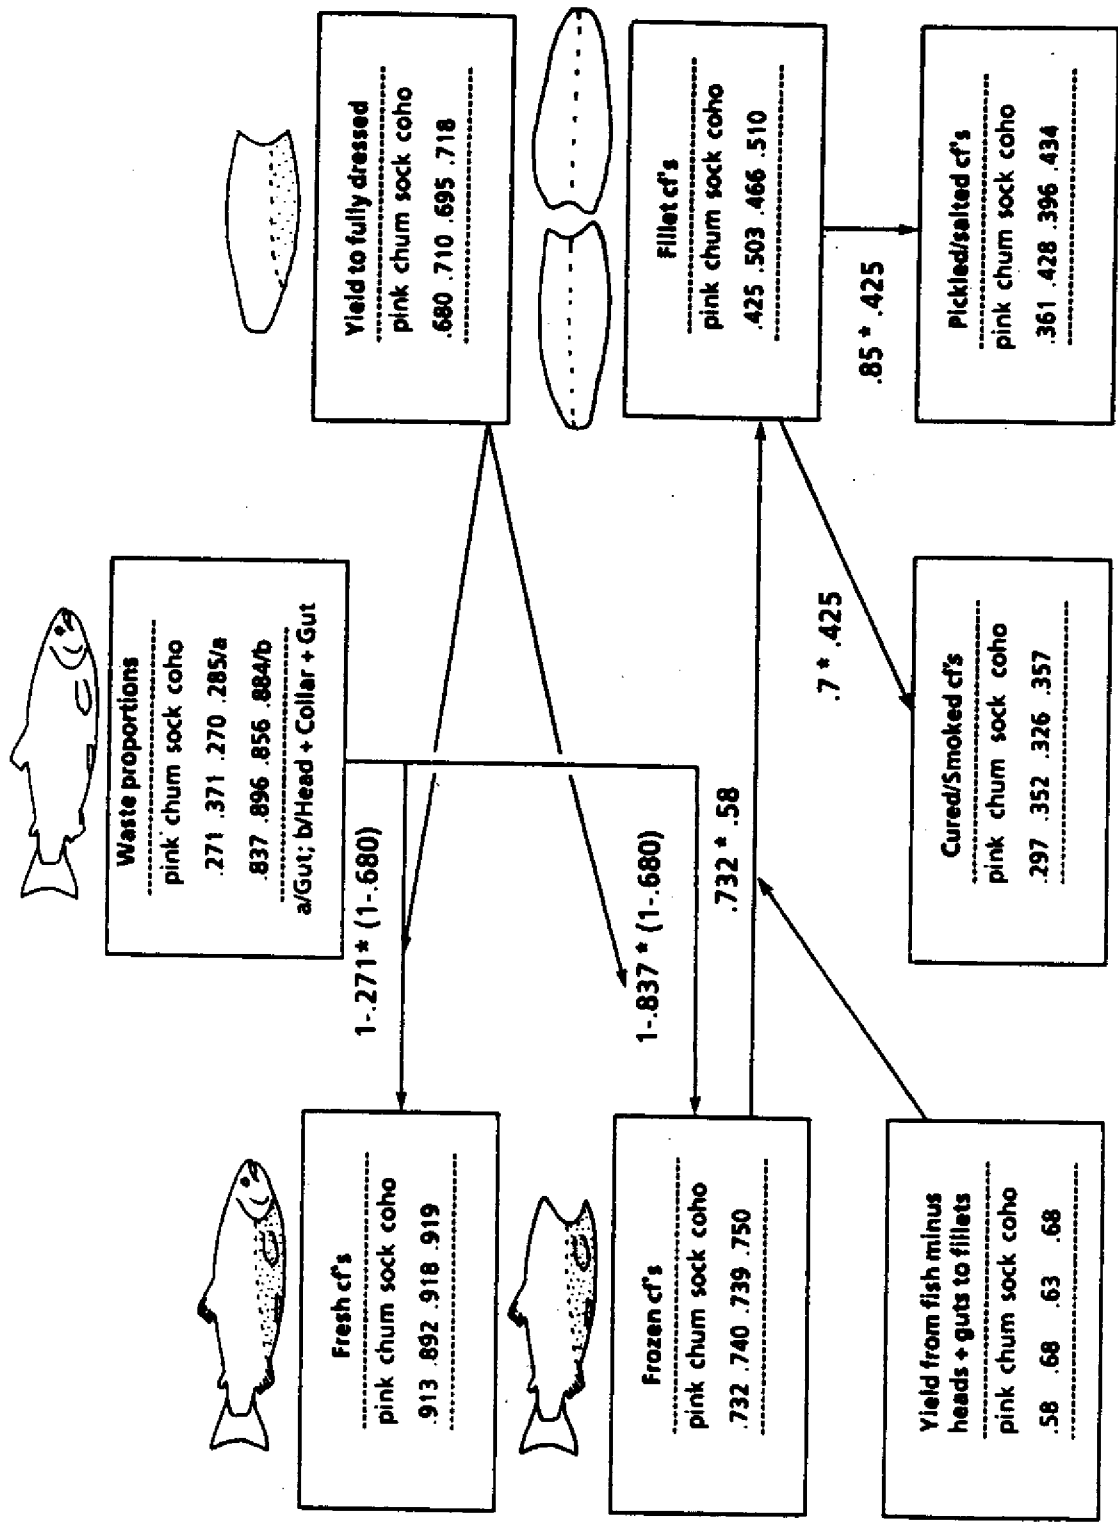 Waste proportions
pink chum sock coho
.271 .371 .270 .285/a
.837 .896 .856 .884/b
a/Gut; b/Head + Collar + Gut
Yield to fully dressed
pink chum sock coho
.680 .710 .695 .718
1-.271* (1-.680)
Fresh cf's
pink chum sock coho
.913 .892 .918 .919
1-.837 * (1-.680)
Frozen cf's
pink chum sock coho
.732 .740 .739 .750
.732 * .58
Fillet cf's
pink chum sock coho
.425 .503 .466 .510
Yield from fish minus
heads + guts to fillets
pink chum sock coho
.58 .68 .63 .68
.7 * .425
Cured/Smoked cf's
pink chum sock coho
.297 .352 .326 .357
.85 * .425
Pickled/salted cf's
pink chum sock coho
.361 .428 .396 .434